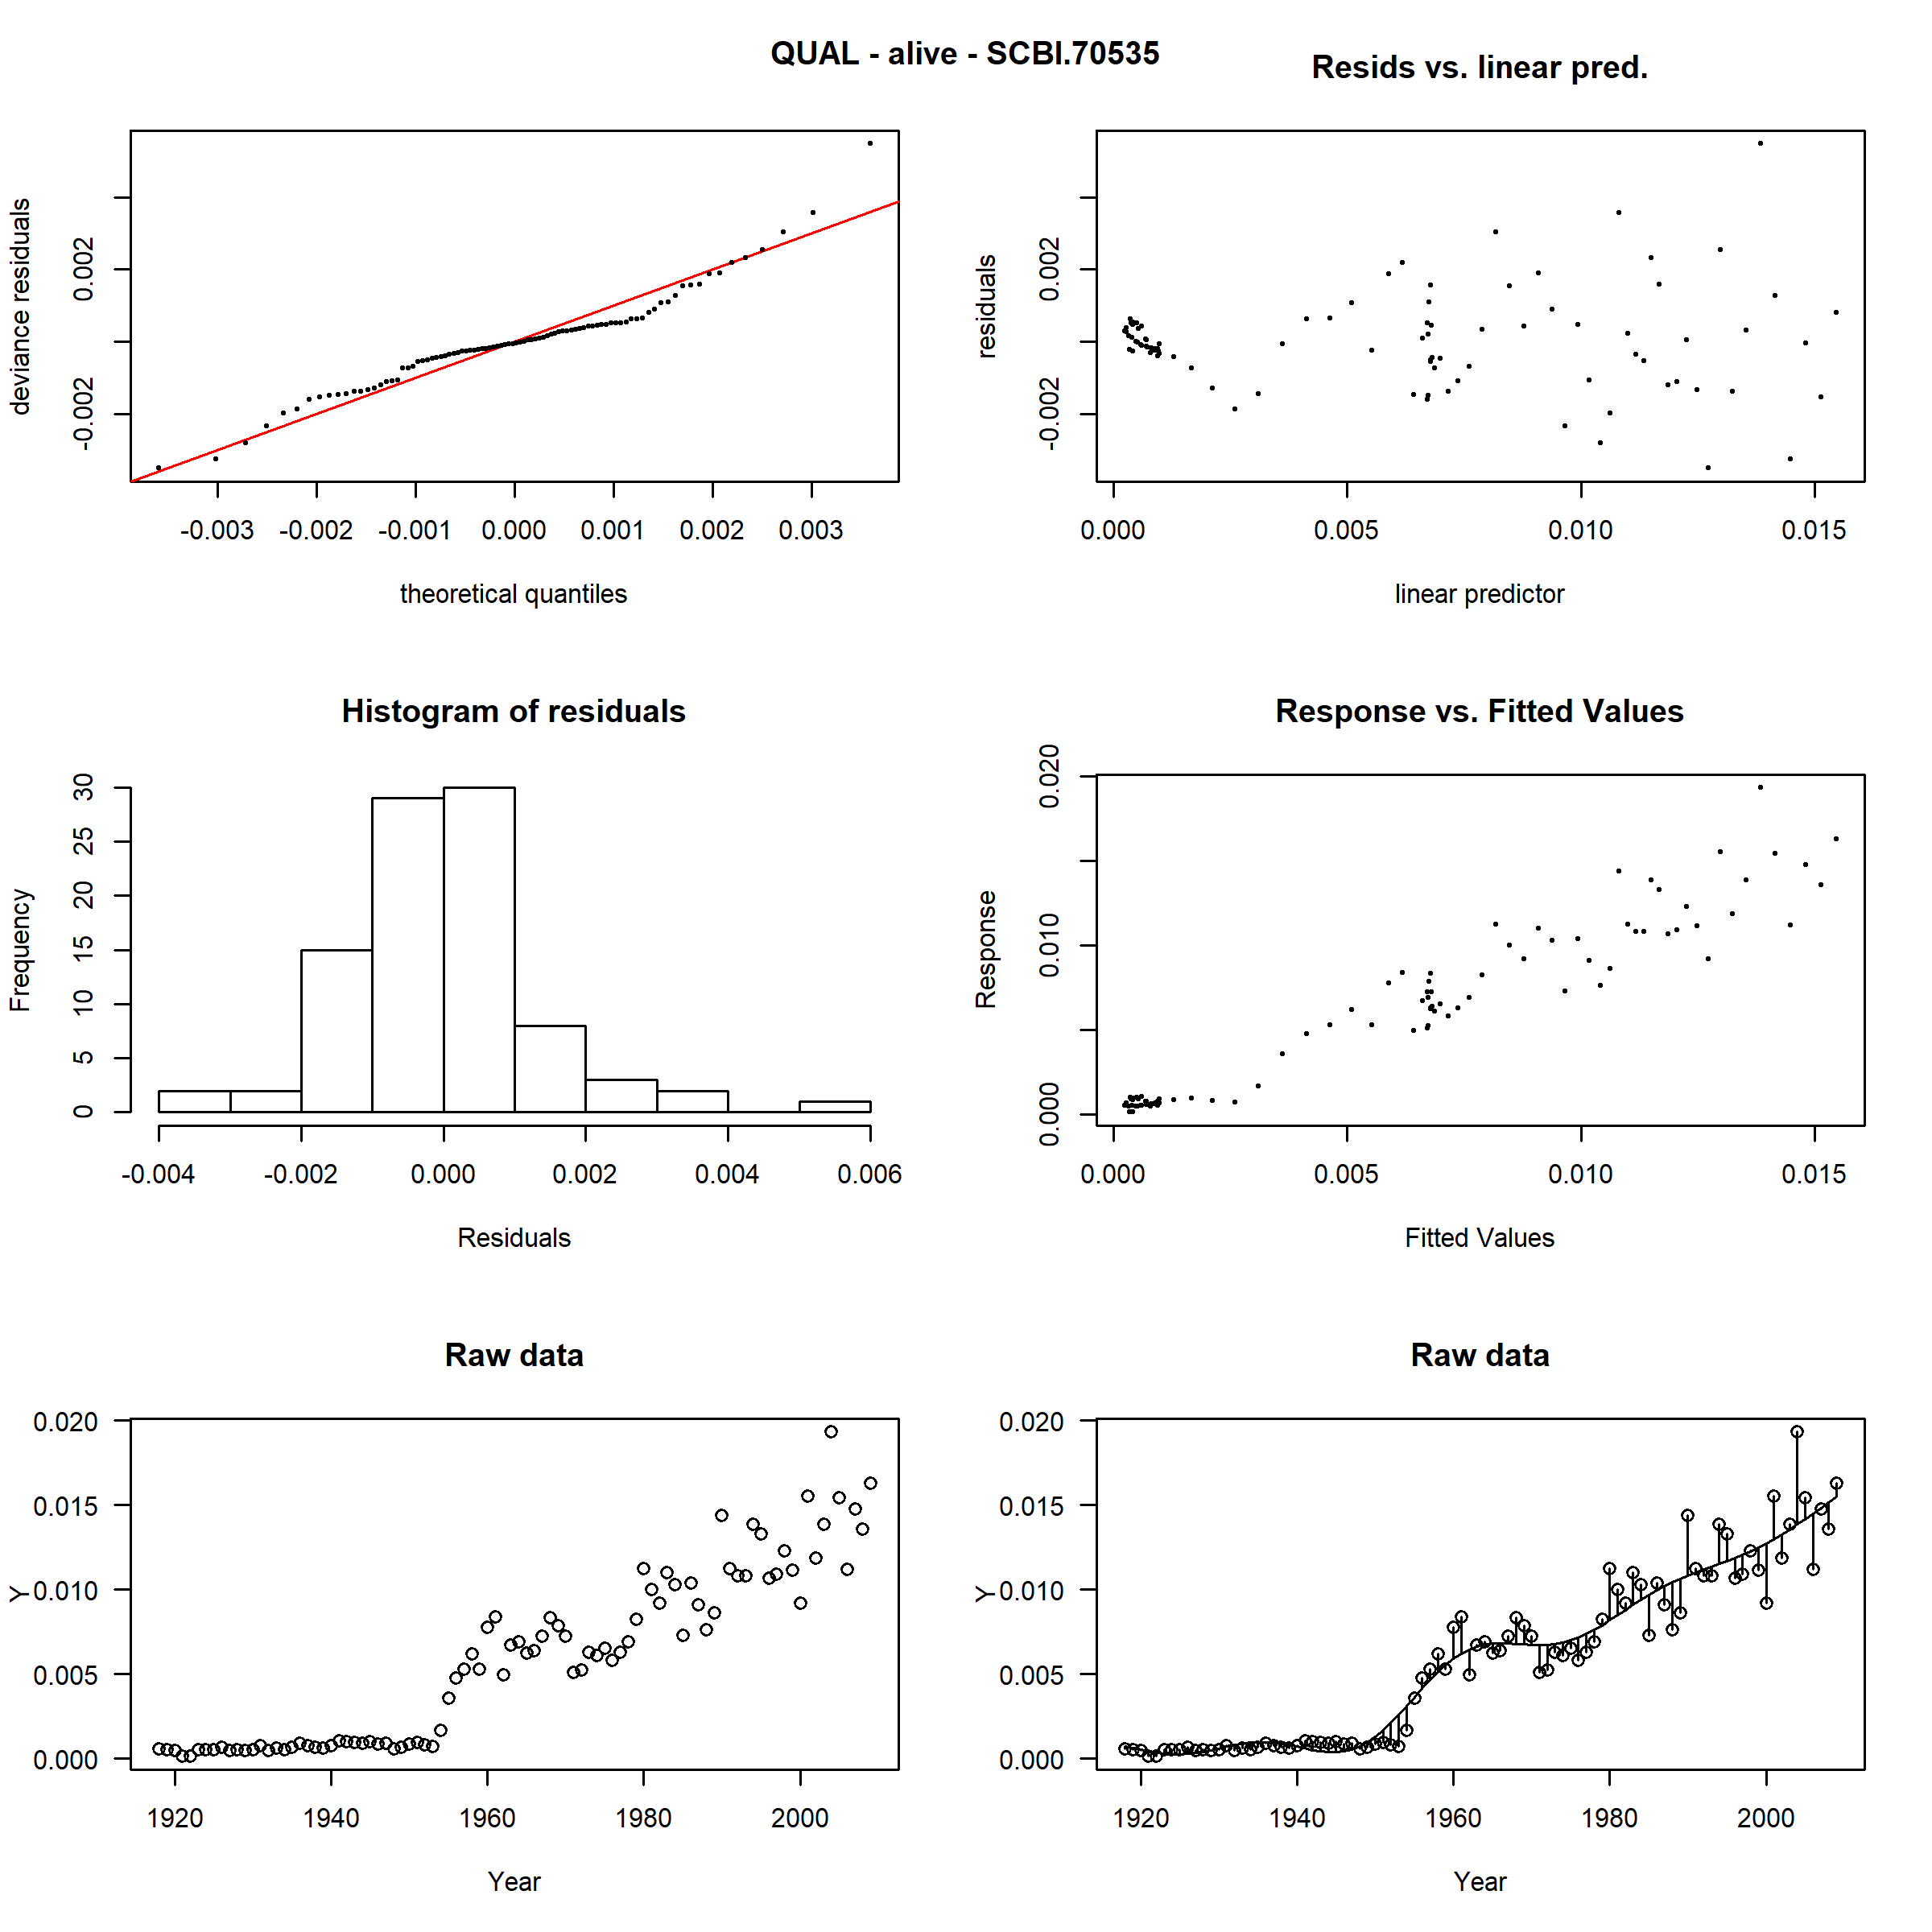 QUAL - alive - SCBI.70535
Resids vs. linear pred.
deviance residuals
-0.002 0.002
-0.003 -0.002 -0.001 0.000 0.001 0.002 0.003
theoretical quantiles
residuals
-0.002 0.002
0.000 0.005 0.010 0.015
linear predictor
Histogram of residuals
Frequency
0 5 10 15 20 25 30
-0.004 -0.002 0.000 0.002 0.004 0.006
Residuals
Response vs. Fitted Values
Response
0.000 0.010 0.020
0.000 0.005 0.010 0.015
Fitted Values
Raw data
Y
0.020
0.015
0.010
0.005
0.000
1920 1940 1960 1980 2000
Year
Raw data
Y
0.020
0.015
0.010
0.005
0.000
1920 1940 1960 1980 2000
Year